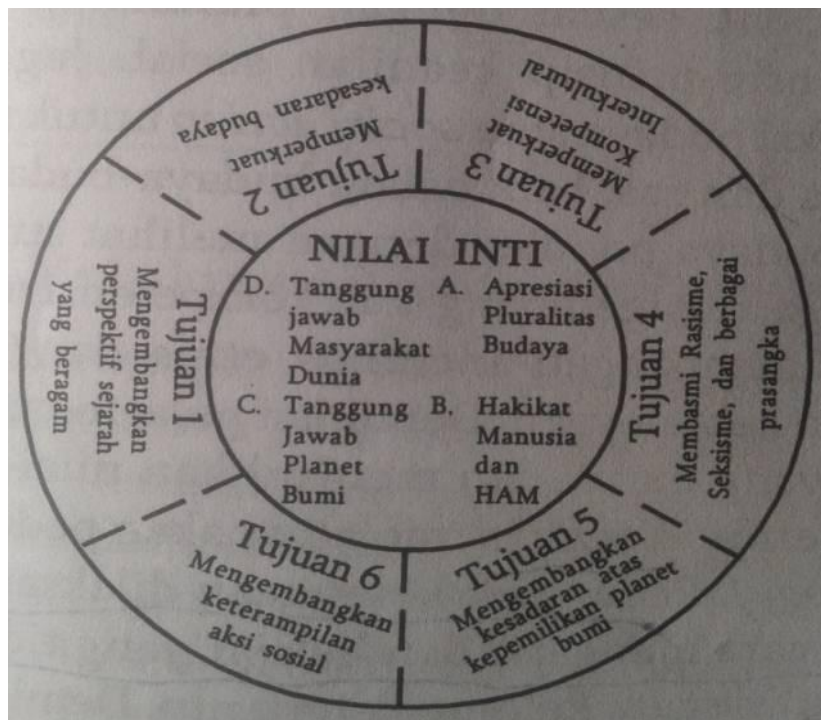 NILAI INTI
D. Tanggung
jawab
Masyarakat
Dunia
A. Apresiasi
Pluralitas
Budaya
C. Tanggung
Jawab
Planet
Bumi
B. Hakikat
Manusia
dan
HAM
Tujuan 1
Mengembangkan
perspektif sejarah
yang beragam
Tujuan 2
Memperkuat
kesadaran budaya
Tujuan 3
Memperkuat
Kompetensi
Interkultural
Tujuan 4
Membasmi Rasisme,
Seksisme, dan berbagai
prasangka
Tujuan 5
Mengembangkan
kesadaran atas
kepemilikan planet
bumi
Tujuan 6
Mengembangkan
keterampilan
aksi sosial